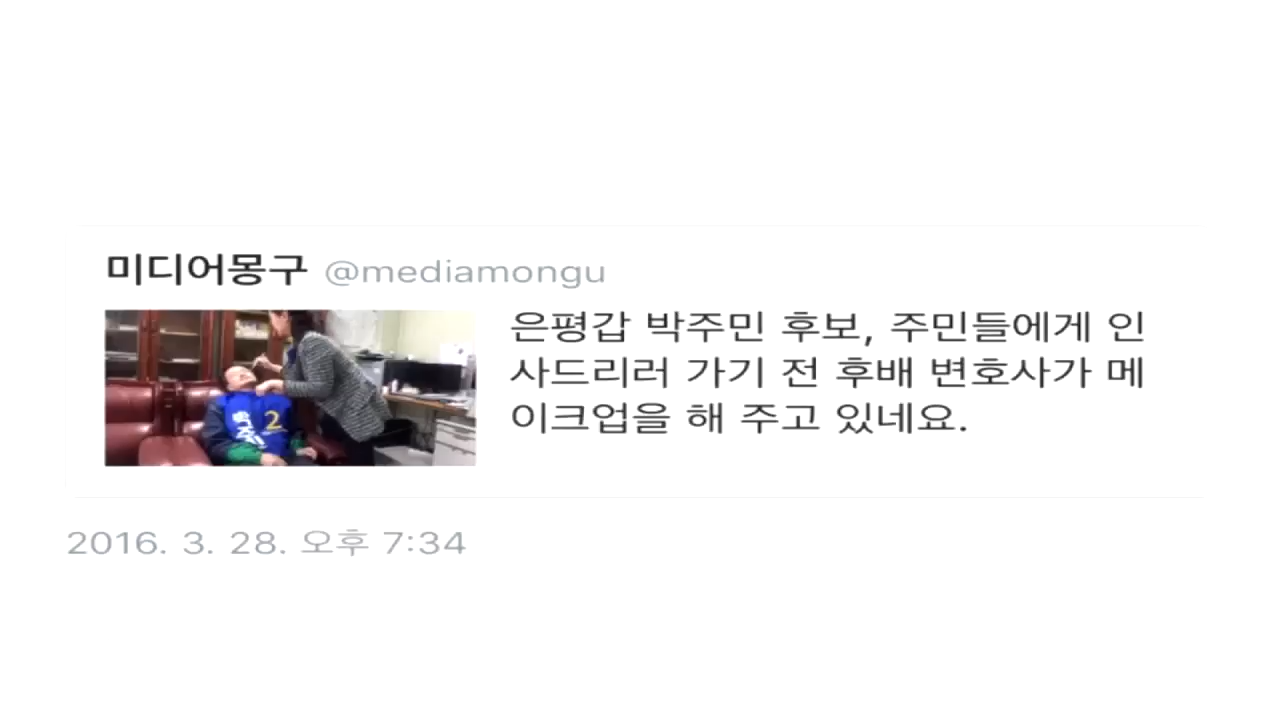 미디어몽구 @mediamongu
은평갑 박주민 후보, 주민들에게 인
사드리러 가기 전 후배 변호사가 메
이크업을 해 주고 있네요.
2
2016. 3. 28. 오후 7:34